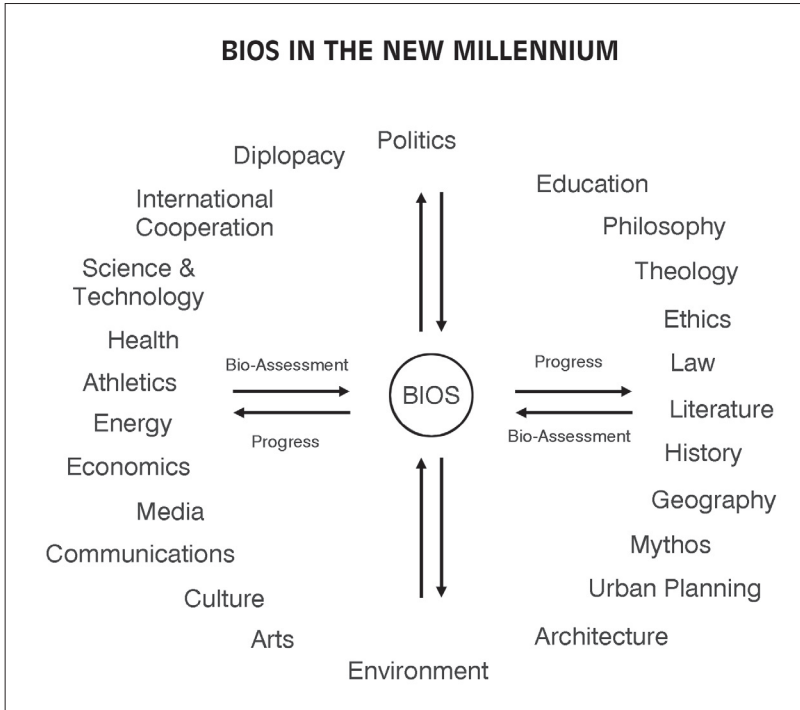 BIOS IN THE NEW MILLENNIUM
Politics
Diplopacy
Education
International
Cooperation
Philosophy
Science &
Technology
Theology
Ethics
Health
Bio-Assessment
Progress
Law
Athletics
BIOS
Literature
Energy
Progress
Bio-Assessment
History
Economics
Geography
Media
Mythos
Communications
Urban Planning
Culture
Arts
Architecture
Environment